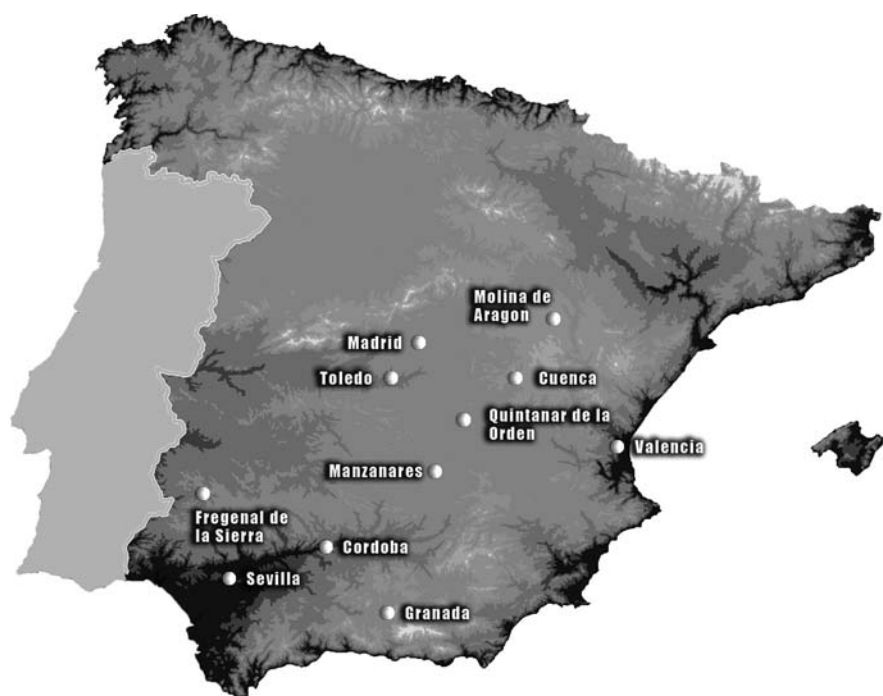 Molina de
Aragon
Madrid
Toledo
Cuenca
Quintanar de la
Orden
Valencia
Manzanares
Fregenal de
la Sierra
Cordoba
Sevilla
Granada